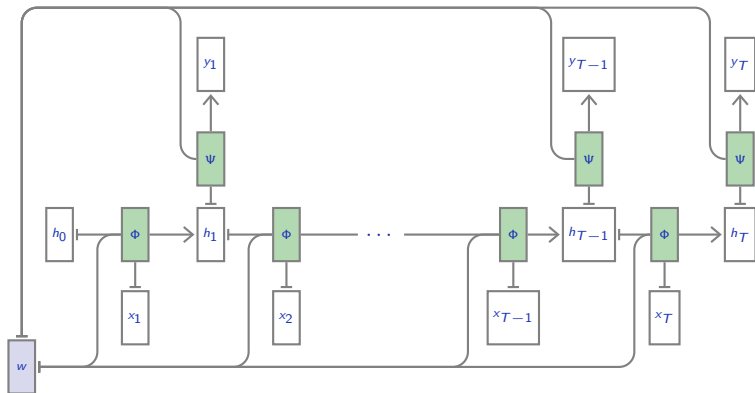 y1 yT−1 yT
Ψ Ψ Ψ
h0 Φ h1 Φ ... Φ hT−1 Φ hT
x1 x2 xT−1 xT
w